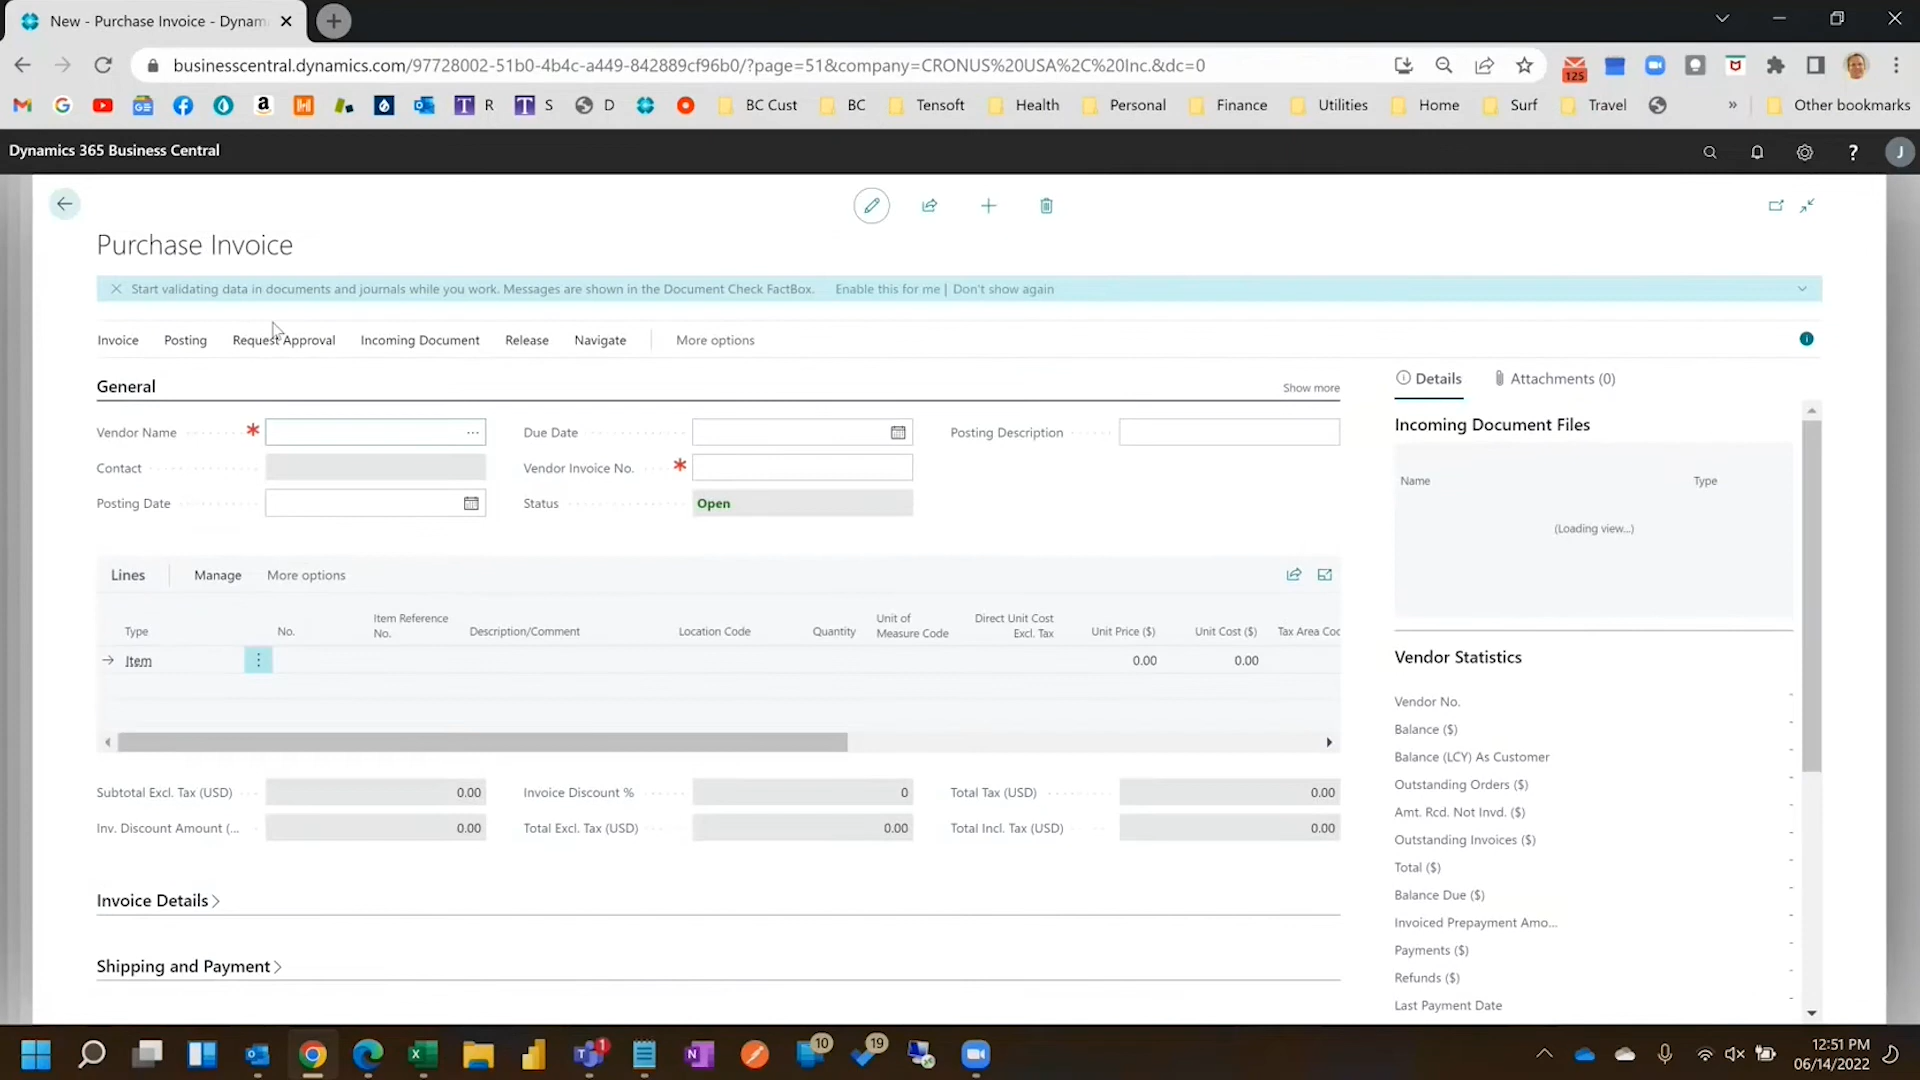 New - Purchase Invoice - Dynam
businesscentral.dynamics.com/97728002-51b0-4b4c-a449-842889cf96b0/?page=51&company=CRONUS%20USA%2C%20Inc.&dc=0
125
R
S
D
BC Cust
BC
Tensoft
Health
Personal
Finance
Utilities
Home
Surf
Travel
»
Other bookmarks
Dynamics 365 Business Central
?
J
Purchase Invoice
Start validating data in documents and journals while you work. Messages are shown in the Document Check FactBox. Enable this for me | Don't show again
Invoice Posting Request Approval Incoming Document Release Navigate More options
General
Show more
Vendor Name *
Due Date
Posting Description
Contact
Vendor Invoice No. *
Posting Date
Status
Open
Lines Manage More options
Type
No.
Item Reference
No.
Description/Comment
Location Code
Quantity
Unit of
Measure Code
Direct Unit Cost
Excl. Tax
Unit Price ($)
Unit Cost ($)
Tax Area Coc
Item
0.00
0.00
Subtotal Excl. Tax (USD)
0.00
Invoice Discount %
0
Total Tax (USD)
0.00
Inv. Discount Amount (...
0.00
Total Excl. Tax (USD)
0.00
Total Incl. Tax (USD)
0.00
Invoice Details
Shipping and Payment
Details
Attachments (0)
Incoming Document Files
Name
Type
(Loading view...)
Vendor Statistics
Vendor No.
Balance ($)
Balance (LCY) As Customer
Outstanding Orders ($)
Amt. Rcd. Not Invd. ($)
Outstanding Invoices ($)
Total ($)
Balance Due ($)
Invoiced Prepayment Amo...
Payments ($)
Refunds ($)
Last Payment Date
1
10
19
12:51 PM
06/14/2022